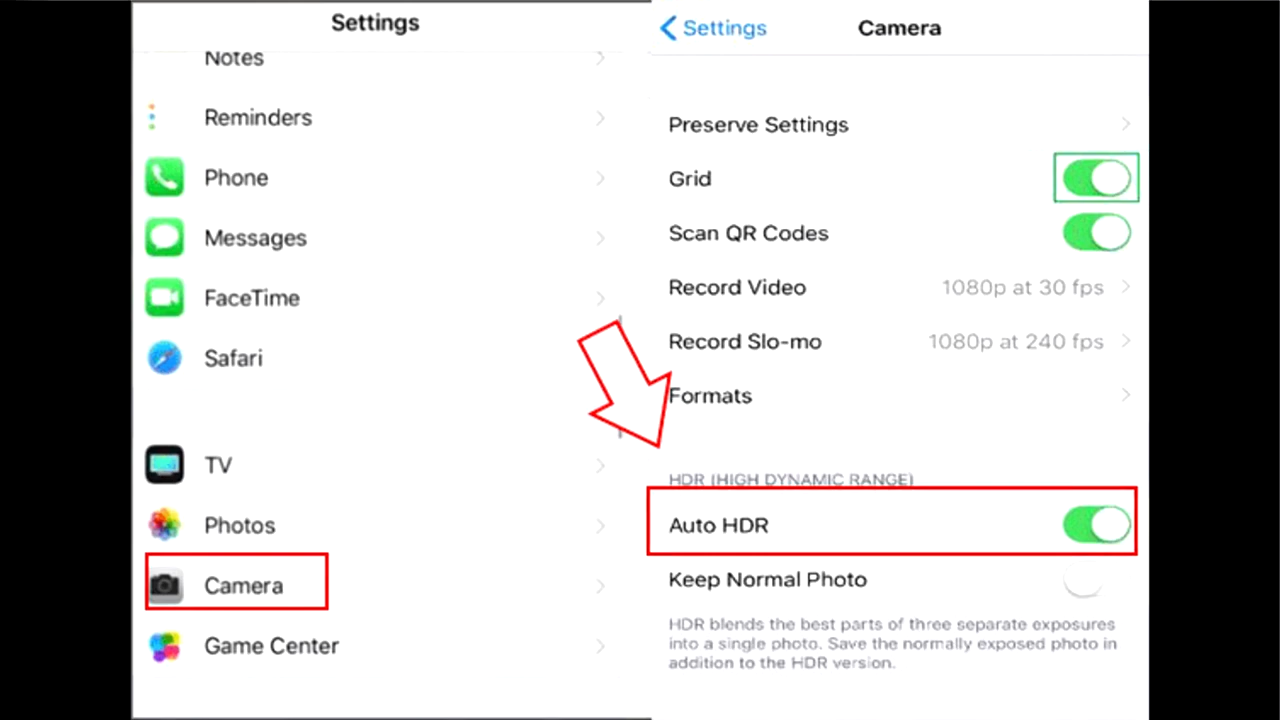 Settings
Notes
Reminders
Phone
Messages
FaceTime
Safari
TV
Photos
Camera
Game Center
Settings
Camera
Preserve Settings
Grid
Scan QR Codes
Record Video 1080p at 30 fps
Record Slo-mo 1080p at 240 fps
Formats
HDR (HIGH DYNAMIC RANGE)
Auto HDR
Keep Normal Photo
HDR blends the best parts of three separate exposures
into a single photo. Save the normally exposed photo in
addition to the HDR version.